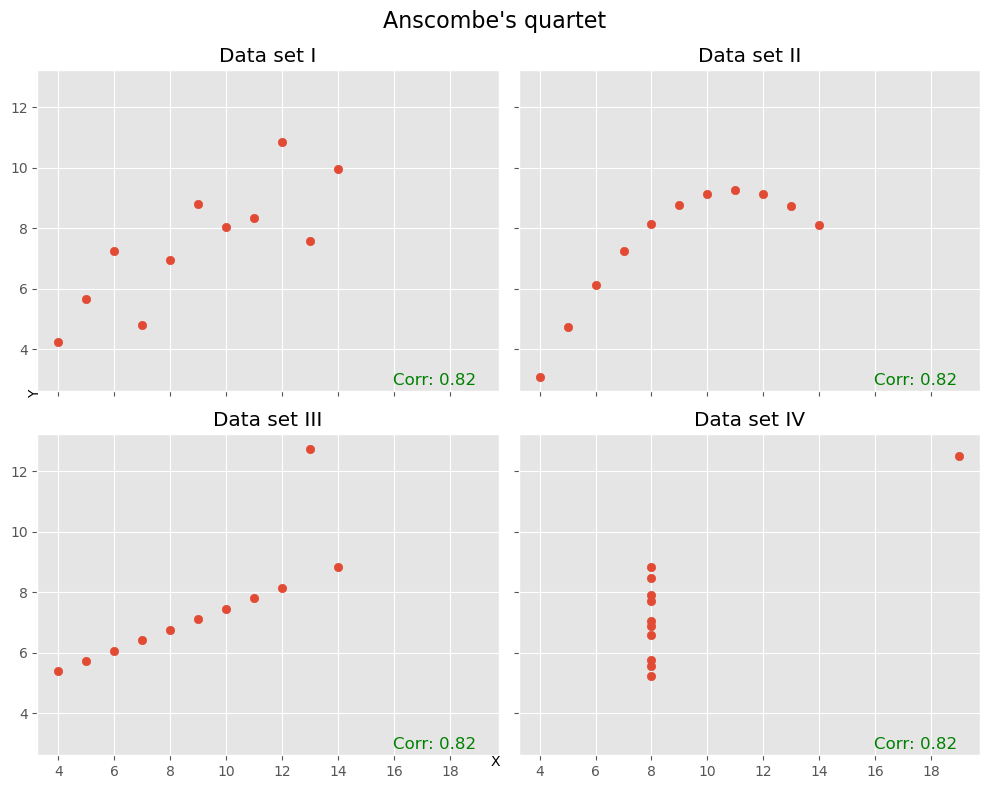 Anscombe's quartet
Data set I
Data set II
12
10
8
6
4
Corr: 0.82
Corr: 0.82
Y
Data set III
Data set IV
12
10
8
6
4
Corr: 0.82
Corr: 0.82
X
4 6 8 10 12 14 16 18
4 6 8 10 12 14 16 18